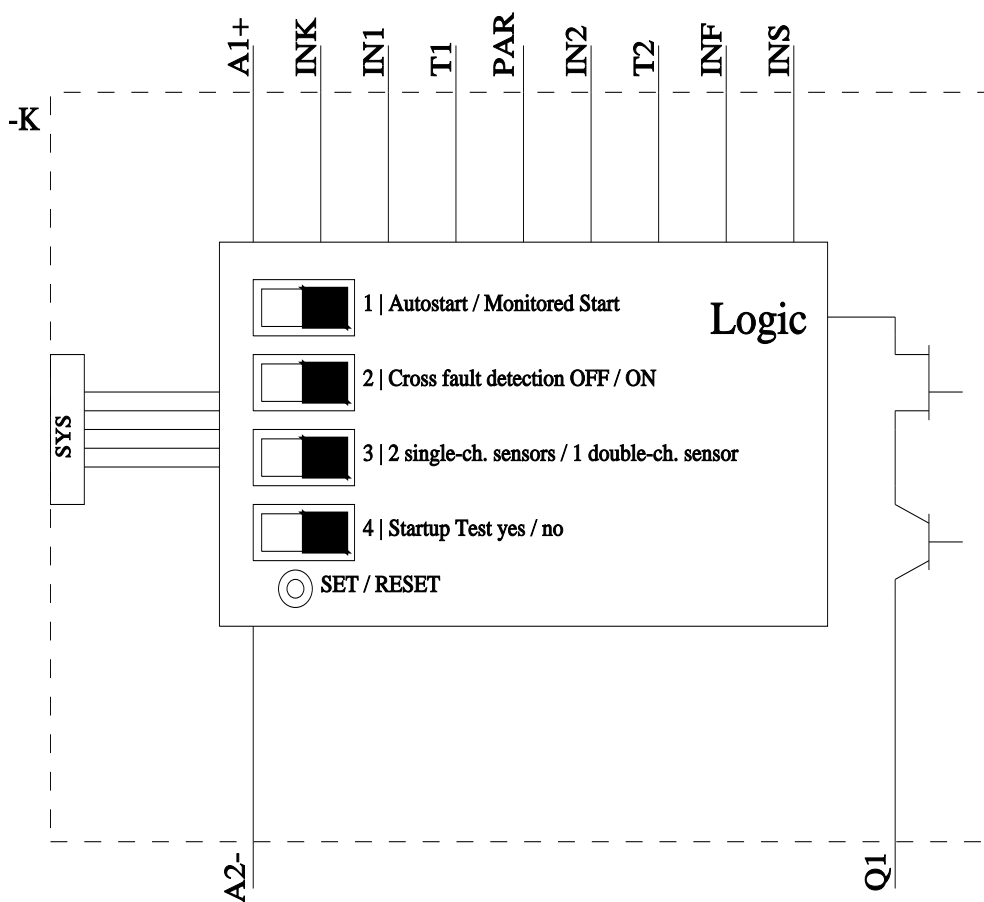 A1+
INK
IN1
T1
PAR
IN2
T2
INF
INS
-K
1 | Autostart / Monitored Start
Logic
2 | Cross fault detection OFF / ON
SYS
3 | 2 single-ch. sensors / 1 double-ch. sensor
4 | Startup Test yes / no
SET / RESET
A2-
Q1